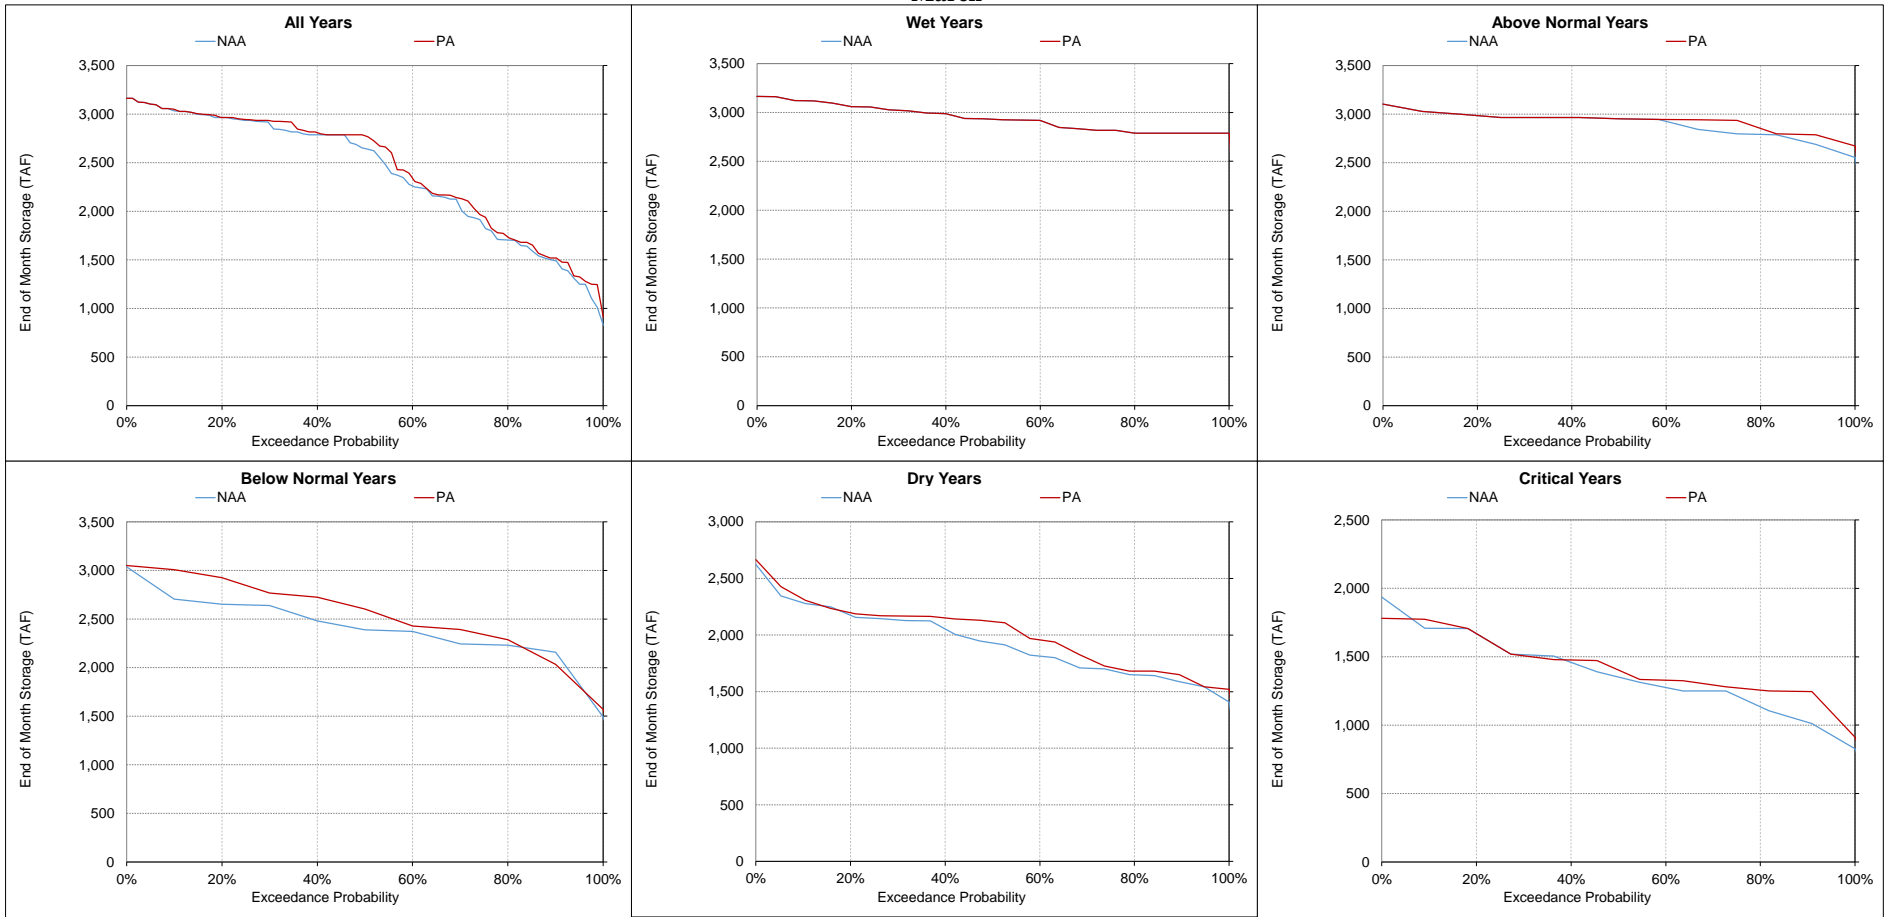 All Years
NAA PA
3,500
3,000
2,500
2,000
1,500
1,000
500
0
0% 20% 40% 60% 80% 100%
End of Month Storage (TAF)
Exceedance Probability
Wet Years
NAA PA
3,500
3,000
2,500
2,000
1,500
1,000
500
0
0% 20% 40% 60% 80% 100%
End of Month Storage (TAF)
Exceedance Probability
Above Normal Years
NAA PA
3,500
3,000
2,500
2,000
1,500
1,000
500
0
0% 20% 40% 60% 80% 100%
End of Month Storage (TAF)
Exceedance Probability
Below Normal Years
NAA PA
3,500
3,000
2,500
2,000
1,500
1,000
500
0
0% 20% 40% 60% 80% 100%
End of Month Storage (TAF)
Exceedance Probability
Dry Years
NAA PA
3,000
2,500
2,000
1,500
1,000
500
0
0% 20% 40% 60% 80% 100%
End of Month Storage (TAF)
Exceedance Probability
Critical Years
NAA PA
2,500
2,000
1,500
1,000
500
0
0% 20% 40% 60% 80% 100%
End of Month Storage (TAF)
Exceedance Probability